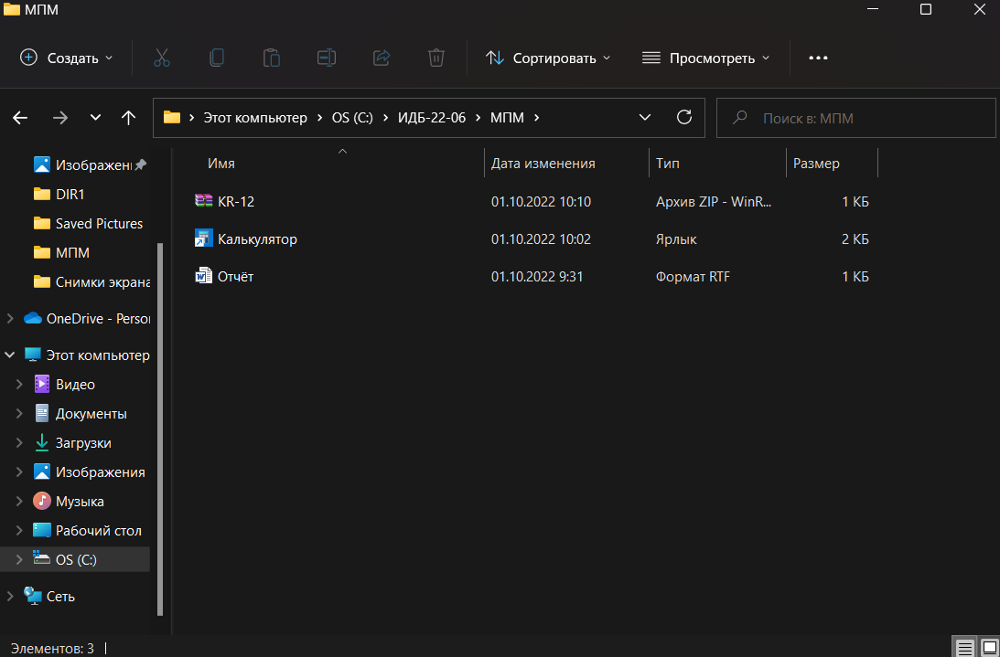 МПМ
Создать
Сортировать
Просмотреть
Этот компьютер > OS (C:) > ИДБ-22-06 > МПМ >
Поиск в: МПМ
Изображени
DIR1
Saved Pictures
МПМ
Снимки экрана
OneDrive - Person
Этот компьютер
Видео
Документы
Загрузки
Изображения
Музыка
Рабочий стол
OS (C:)
Сеть
Имя Дата изменения Тип Размер
KR-12 01.10.2022 10:10 Архив ZIP - WinR... 1 КБ
Калькулятор 01.10.2022 10:02 Ярлык 2 КБ
Отчёт 01.10.2022 9:31 Формат RTF 1 КБ
Элементов: 3